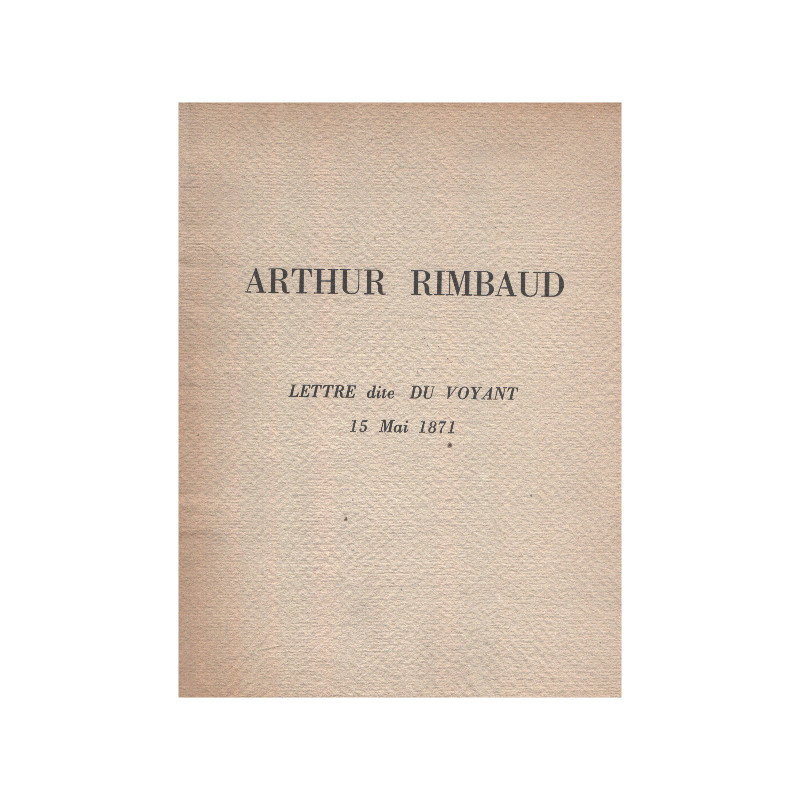 ARTHUR RIMBAUD
LETTRE dite DU VOYANT
15 Mai 1871